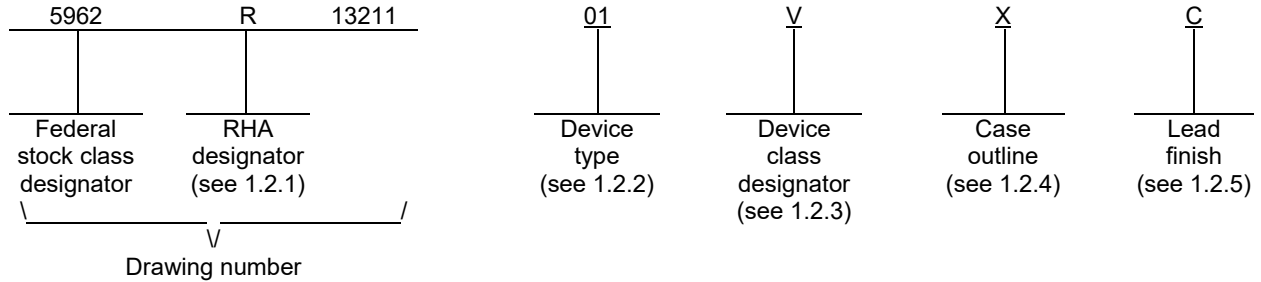 5962 R 13211 01 V X C
Federal stock class designator
RHA designator (see 1.2.1)
Device type (see 1.2.2)
Device class designator (see 1.2.3)
Case outline (see 1.2.4)
Lead finish (see 1.2.5)
Drawing number